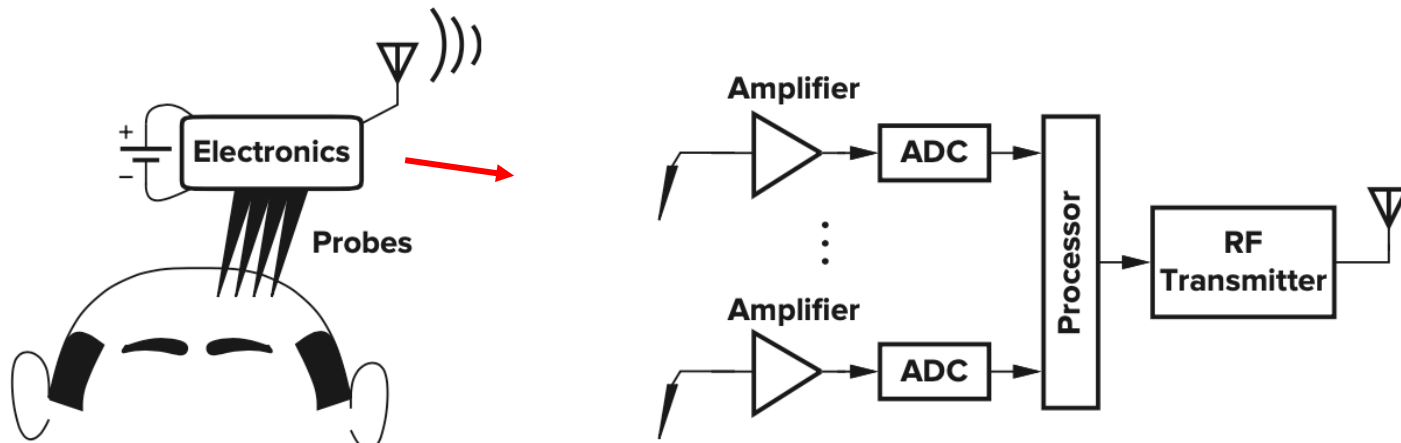 +
Electronics
−
Probes
Amplifier
ADC
Amplifier
ADC
Processor
RF
Transmitter